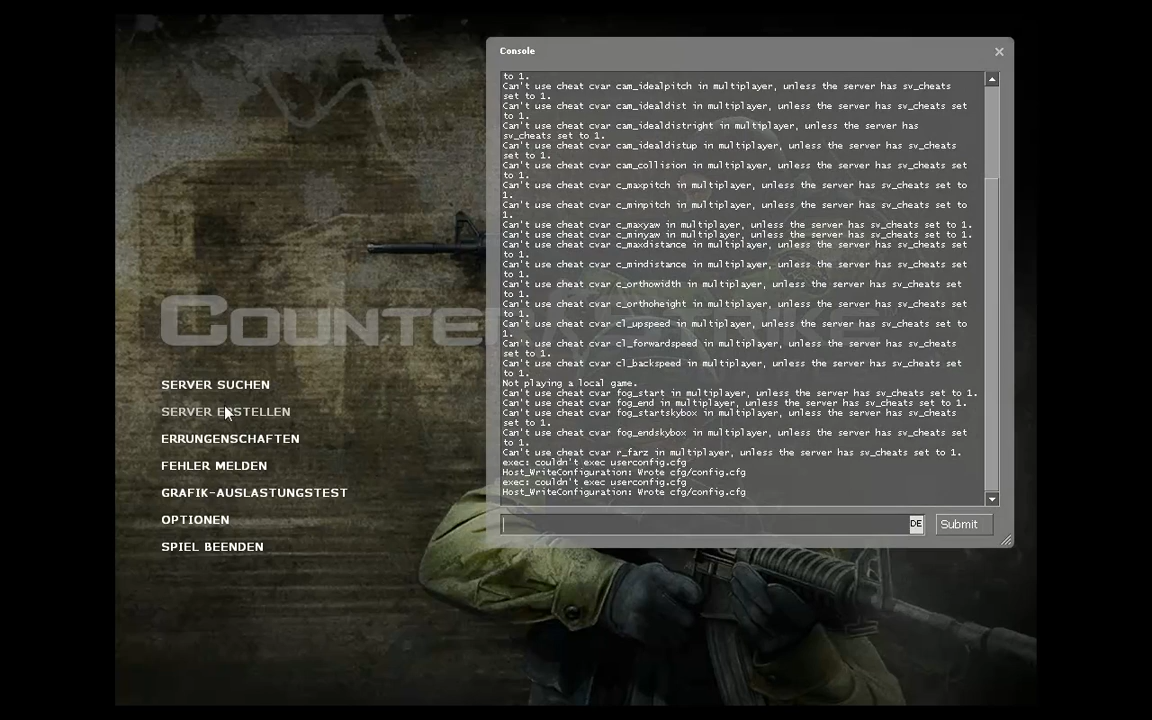 Console
to 1.
Can't use cheat cvar cam_idealpitch in multiplayer, unless the server has sv_cheats
set to 1.
Can't use cheat cvar cam_idealdist in multiplayer, unless the server has sv_cheats set
to 1.
Can't use cheat cvar cam_idealdistright in multiplayer, unless the server has
sv_cheats set to 1.
Can't use cheat cvar cam_idealdistup in multiplayer, unless the server has sv_cheats
set to 1.
Can't use cheat cvar cam_collision in multiplayer, unless the server has sv_cheats set
to 1.
Can't use cheat cvar c_maxpitch in multiplayer, unless the server has sv_cheats set to
1.
Can't use cheat cvar c_minpitch in multiplayer, unless the server has sv_cheats set to
1.
Can't use cheat cvar c_maxyaw in multiplayer, unless the server has sv_cheats set to 1.
Can't use cheat cvar c_minyaw in multiplayer, unless the server has sv_cheats set to 1.
Can't use cheat cvar c_maxdistance in multiplayer, unless the server has sv_cheats set
to 1.
Can't use cheat cvar c_mindistance in multiplayer, unless the server has sv_cheats set
to 1.
Can't use cheat cvar c_orthowidth in multiplayer, unless the server has sv_cheats set
to 1.
Can't use cheat cvar c_orthoheight in multiplayer, unless the server has sv_cheats set
to 1.
Can't use cheat cvar cl_upspeed in multiplayer, unless the server has sv_cheats set to
1.
Can't use cheat cvar cl_forwardspeed in multiplayer, unless the server has sv_cheats
set to 1.
Can't use cheat cvar cl_backspeed in multiplayer, unless the server has sv_cheats set
to 1.
Not playing a local game.
Can't use cheat cvar fog_start in multiplayer, unless the server has sv_cheats set to 1.
Can't use cheat cvar fog_end in multiplayer, unless the server has sv_cheats set to 1.
Can't use cheat cvar fog_startskybox in multiplayer, unless the server has sv_cheats
set to 1.
Can't use cheat cvar fog_endskybox in multiplayer, unless the server has sv_cheats set
to 1.
Can't use cheat cvar r_farz in multiplayer, unless the server has sv_cheats set to 1.
exec: couldn't exec userconfig.cfg
Host_WriteConfiguration: Wrote cfg/config.cfg
exec: couldn't exec userconfig.cfg
Host_WriteConfiguration: Wrote cfg/config.cfg
DE
Submit
COUNTER STRIKE
SERVER SUCHEN
SERVER ERSTELLEN
ERRUNGENSCHAFTEN
FEHLER MELDEN
GRAFIK-AUSLASTUNGSTEST
OPTIONEN
SPIEL BEENDEN